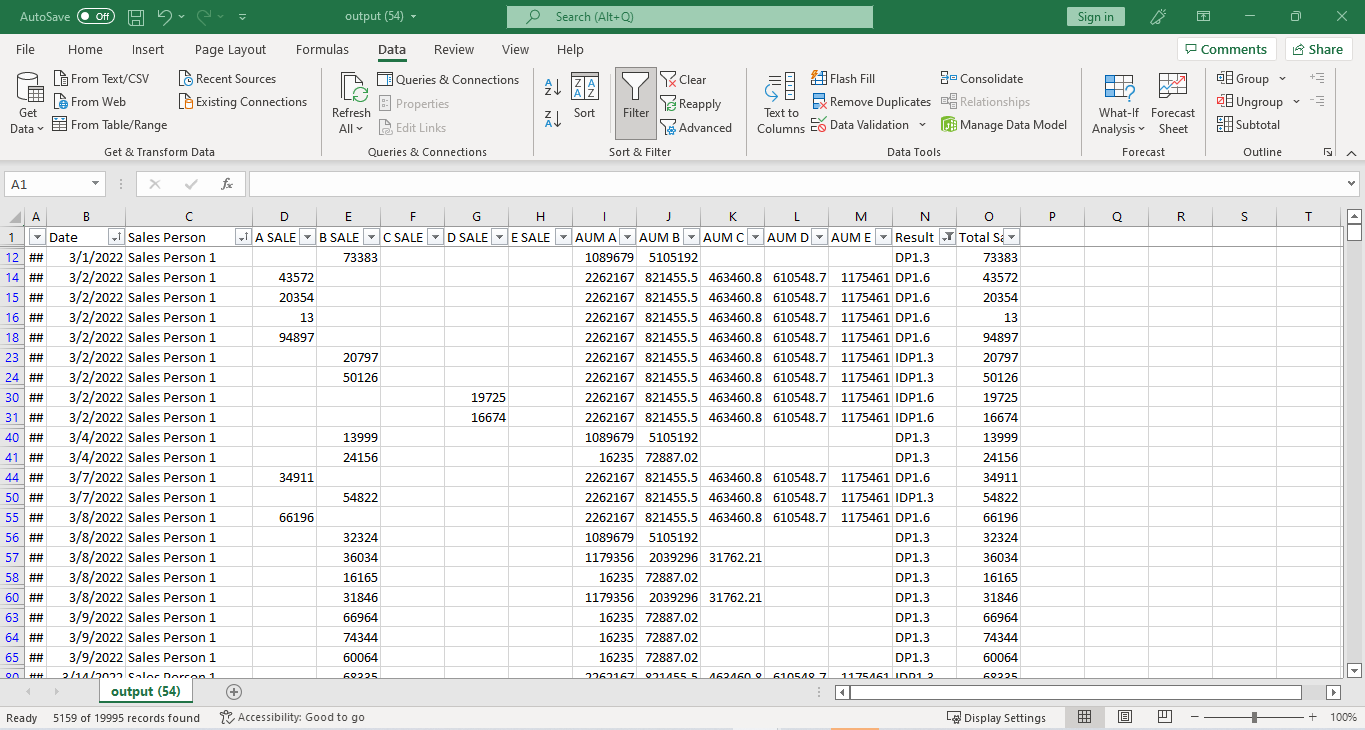 AutoSave Off output (54) Search (Alt+Q) Sign in
File Home Insert Page Layout Formulas Data Review View Help Comments Share
Get Data From Text/CSV From Web From Table/Range Recent Sources Existing Connections
Get & Transform Data
Refresh All Queries & Connections Properties Edit Links
Queries & Connections
Sort Filter Clear Reapply Advanced
Sort & Filter
Text to Columns Flash Fill Remove Duplicates Data Validation Consolidate Relationships Manage Data Model
Data Tools
What-If Analysis Forecast Sheet
Forecast
Group Ungroup Subtotal
Outline
A1 fx
A B C D E F G H I J K L M N O P Q R S T
1 Date Sales Person A SALE B SALE C SALE D SALE E SALE AUM A AUM B AUM C AUM D AUM E Result Total Sa
12 ## 3/1/2022 Sales Person 1 73383 1089679 5105192 DP1.3 73383
14 ## 3/2/2022 Sales Person 1 43572 2262167 821455.5 463460.8 610548.7 1175461 DP1.6 43572
15 ## 3/2/2022 Sales Person 1 20354 2262167 821455.5 463460.8 610548.7 1175461 DP1.6 20354
16 ## 3/2/2022 Sales Person 1 13 2262167 821455.5 463460.8 610548.7 1175461 DP1.6 13
18 ## 3/2/2022 Sales Person 1 94897 2262167 821455.5 463460.8 610548.7 1175461 DP1.6 94897
23 ## 3/2/2022 Sales Person 1 20797 2262167 821455.5 463460.8 610548.7 1175461 IDP1.3 20797
24 ## 3/2/2022 Sales Person 1 50126 2262167 821455.5 463460.8 610548.7 1175461 IDP1.3 50126
30 ## 3/2/2022 Sales Person 1 19725 2262167 821455.5 463460.8 610548.7 1175461 IDP1.6 19725
31 ## 3/2/2022 Sales Person 1 16674 2262167 821455.5 463460.8 610548.7 1175461 IDP1.6 16674
40 ## 3/4/2022 Sales Person 1 13999 1089679 5105192 DP1.3 13999
41 ## 3/4/2022 Sales Person 1 24156 16235 72887.02 DP1.3 24156
44 ## 3/7/2022 Sales Person 1 34911 2262167 821455.5 463460.8 610548.7 1175461 DP1.6 34911
50 ## 3/7/2022 Sales Person 1 54822 2262167 821455.5 463460.8 610548.7 1175461 IDP1.3 54822
55 ## 3/8/2022 Sales Person 1 66196 2262167 821455.5 463460.8 610548.7 1175461 DP1.6 66196
56 ## 3/8/2022 Sales Person 1 32324 1089679 5105192 DP1.3 32324
57 ## 3/8/2022 Sales Person 1 36034 1179356 2039296 31762.21 DP1.3 36034
58 ## 3/8/2022 Sales Person 1 16165 16235 72887.02 DP1.3 16165
60 ## 3/8/2022 Sales Person 1 31846 1179356 2039296 31762.21 DP1.3 31846
63 ## 3/9/2022 Sales Person 1 66964 16235 72887.02 DP1.3 66964
64 ## 3/9/2022 Sales Person 1 74344 16235 72887.02 DP1.3 74344
65 ## 3/9/2022 Sales Person 1 60064 16235 72887.02 DP1.3 60064
80 ## 3/14/2022 Sales Person 1 68335 2262167 821455.5 463460.8 610548.7 1175461 IDP1.3 68335
output (54)
Ready 5159 of 19995 records found Accessibility: Good to go Display Settings 100%